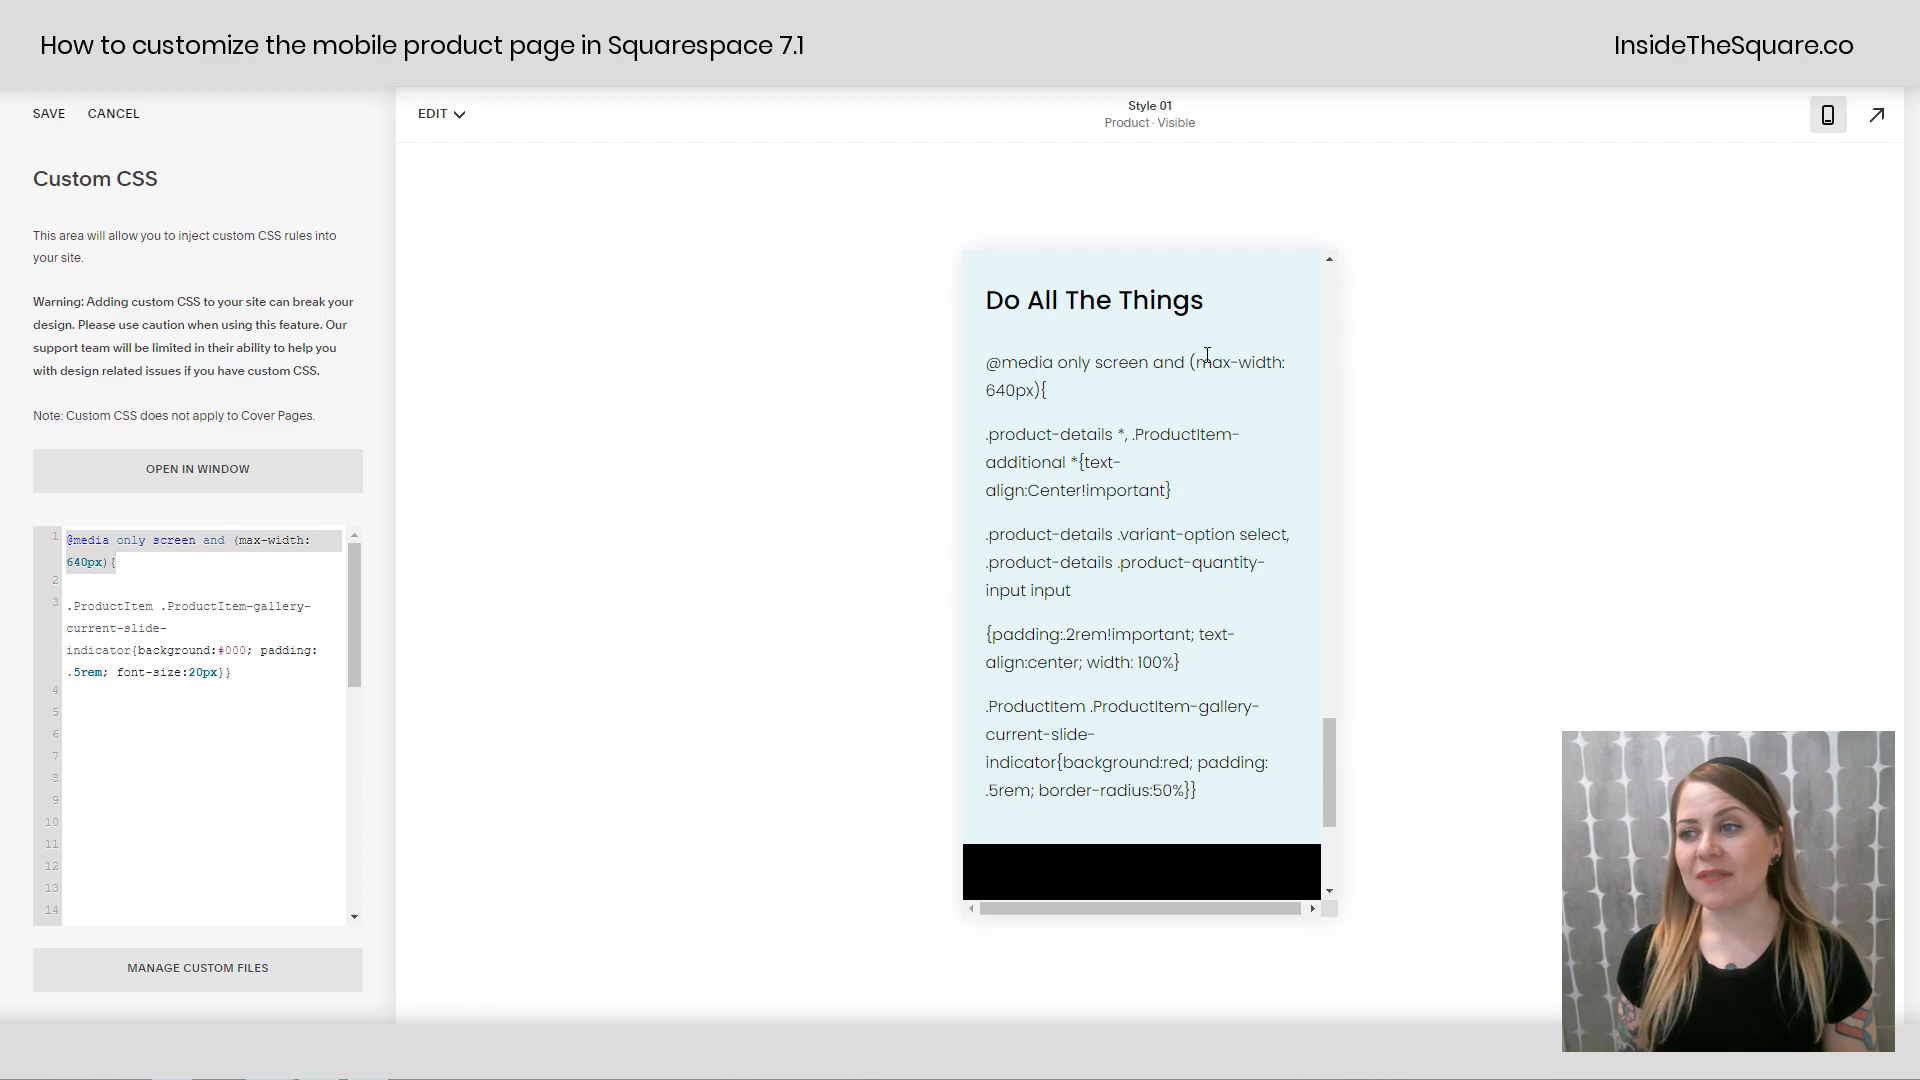 How to customize the mobile product page in Squarespace 7.1
InsideTheSquare.co
SAVE CANCEL
EDIT
Style 01
Product · Visible
Custom CSS
This area will allow you to inject custom CSS rules into
your site.
Warning: Adding custom CSS to your site can break your
design. Please use caution when using this feature. Our
support team will be limited in their ability to help you
with design related issues if you have custom CSS.
Note: Custom CSS does not apply to Cover Pages.
OPEN IN WINDOW
1 @media only screen and (max-width:
640px){
2
3 .ProductItem .ProductItem-gallery-
current-slide-
indicator{background:#000; padding:
.5rem; font-size:20px}}
4
5
6
7
8
9
10
11
12
13
14
MANAGE CUSTOM FILES
Do All The Things
@media only screen and (max-width:
640px){
.product-details *, .ProductItem-
additional *{text-
align:Center!important}
.product-details .variant-option select,
.product-details .product-quantity-
input input
{padding:.2rem!important; text-
align:center; width: 100%}
.ProductItem .ProductItem-gallery-
current-slide-
indicator{background:red; padding:
.5rem; border-radius:50%}}